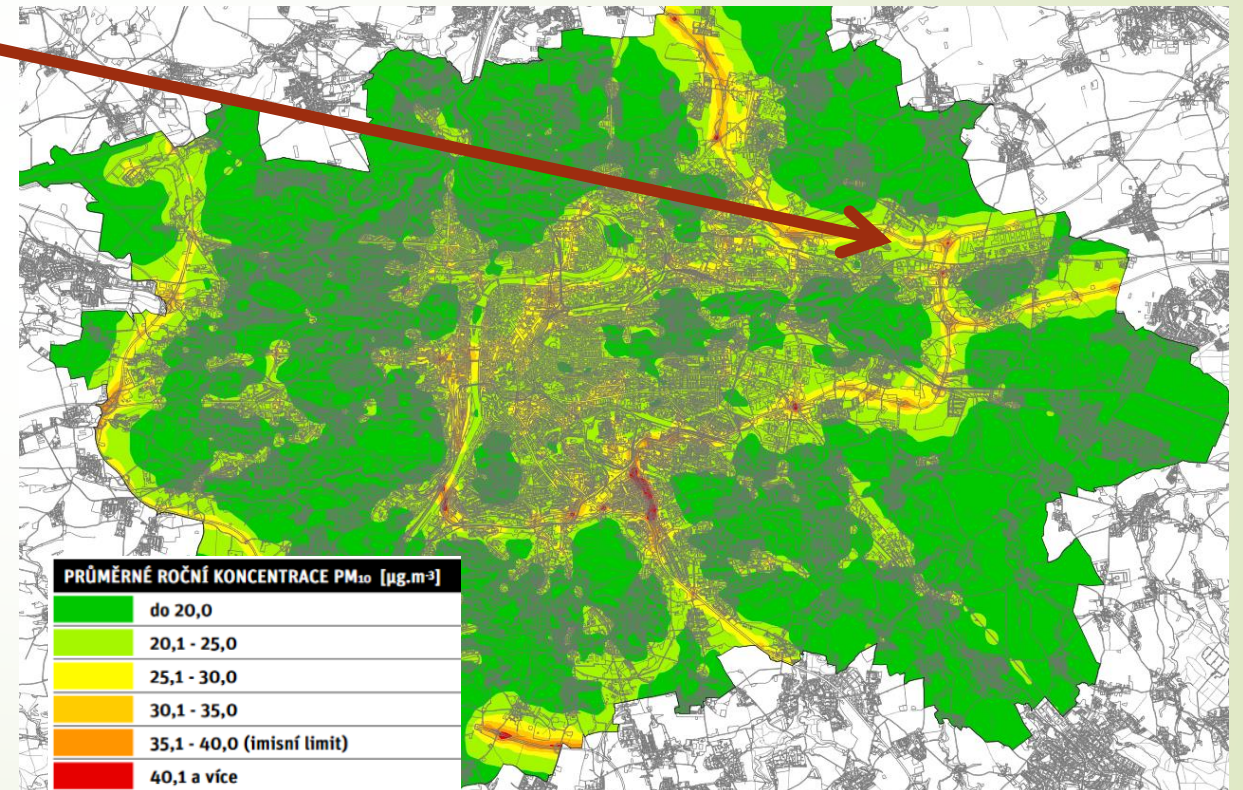 PRŮMĚRNÉ ROČNÍ KONCENTRACE PM₁₀ [µg.m⁻³]
do 20,0
20,1 - 25,0
25,1 - 30,0
30,1 - 35,0
35,1 - 40,0 (imisní limit)
40,1 a více